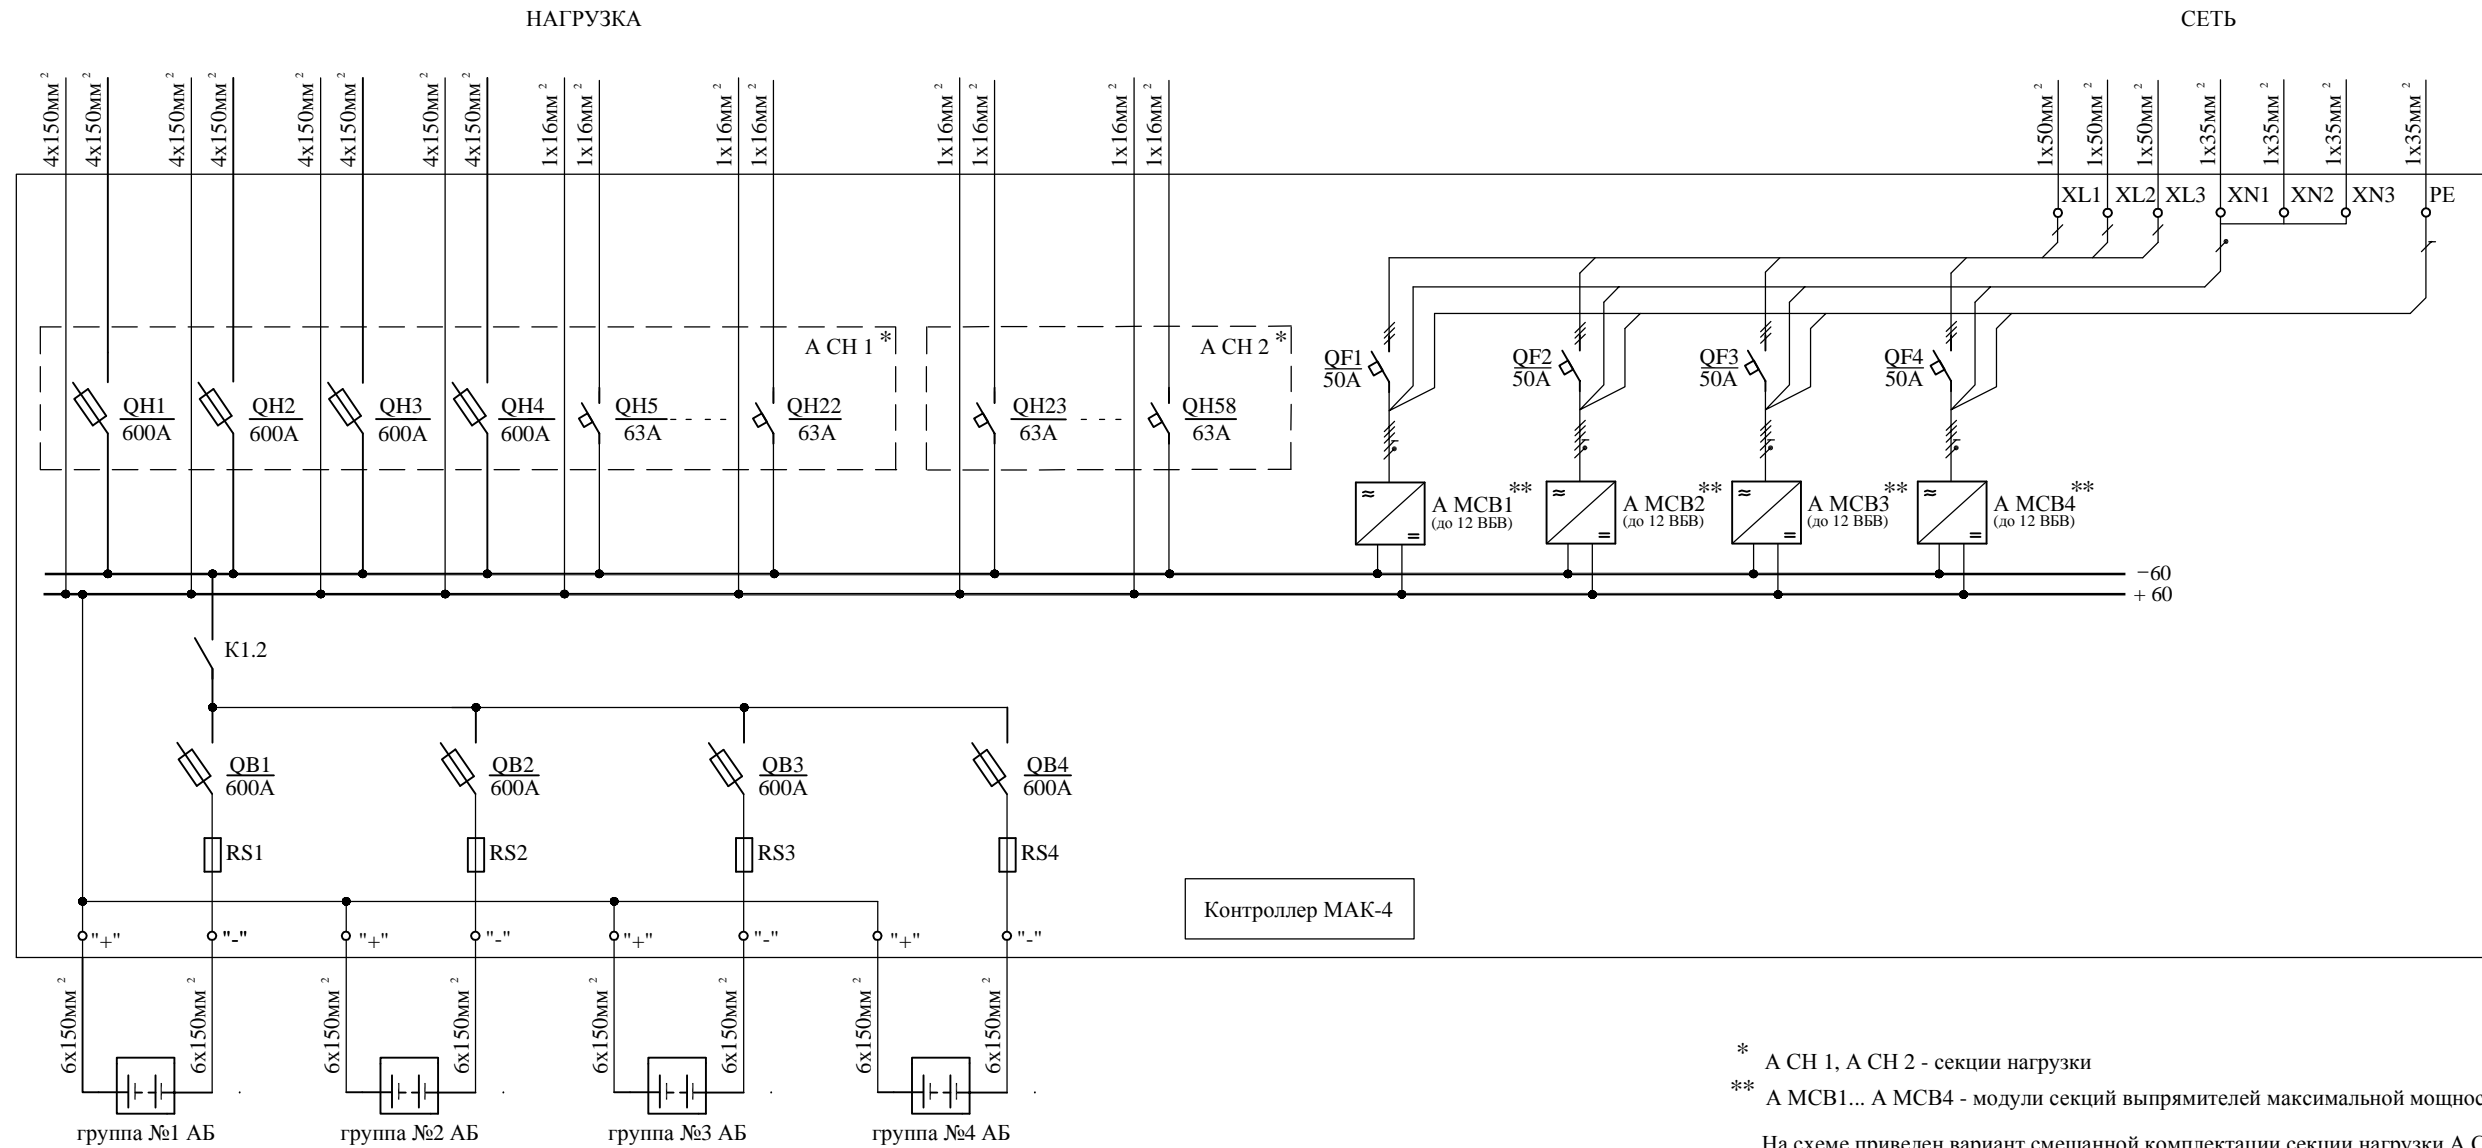 НАГРУЗКА
СЕТЬ
4х150мм²
4х150мм²
4х150мм²
4х150мм²
4х150мм²
4х150мм²
4х150мм²
4х150мм²
1х16мм²
1х16мм²
1х16мм²
1х16мм²
1х16мм²
1х16мм²
1х16мм²
1х16мм²
1х50мм²
1х50мм²
1х50мм²
1х35мм²
1х35мм²
1х35мм²
1х35мм²
XL1 XL2 XL3 XN1 XN2 XN3 PE
А СН 1 *
А СН 2 *
QH1
600А
QH2
600А
QH3
600А
QH4
600А
QH5
63А
QH22
63А
QH23
63А
QH58
63А
QF1
50А
QF2
50А
QF3
50А
QF4
50А
А МСВ1 **
(до 12 ВБВ)
А МСВ2 **
(до 12 ВБВ)
А МСВ3 **
(до 12 ВБВ)
А МСВ4 **
(до 12 ВБВ)
−60
+ 60
К1.2
QB1
600А
QB2
600А
QB3
600А
QB4
600А
RS1
RS2
RS3
RS4
Контроллер МАК-4
"+" "-" "+" "-" "+" "-" "+" "-"
6х150мм²
6х150мм²
6х150мм²
6х150мм²
6х150мм²
6х150мм²
6х150мм²
6х150мм²
группа №1 АБ
группа №2 АБ
группа №3 АБ
группа №4 АБ
* А СН 1, А СН 2 - секции нагрузки
** А МСВ1... А МСВ4 - модули секций выпрямителей максимальной мощнос
На схеме приведен вариант смешанной комплектации секции нагрузки А С